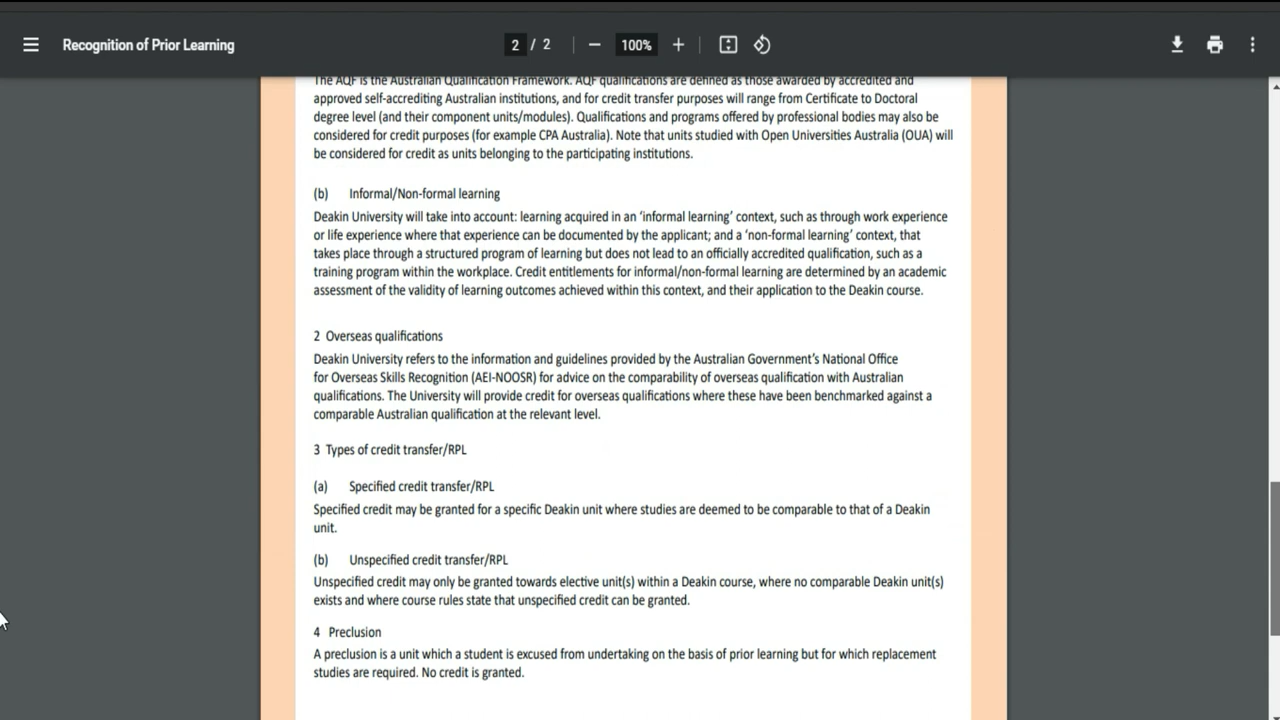 Recognition of Prior Learning
2 / 2
100%
The AQF is the Australian Qualification Framework. AQF qualifications are defined as those awarded by accredited and
approved self-accrediting Australian institutions, and for credit transfer purposes will range from Certificate to Doctoral
degree level (and their component units/modules). Qualifications and programs offered by professional bodies may also be
considered for credit purposes (for example CPA Australia). Note that units studied with Open Universities Australia (OUA) will
be considered for credit as units belonging to the participating institutions.
(b) Informal/Non-formal learning
Deakin University will take into account: learning acquired in an ‘informal learning’ context, such as through work experience
or life experience where that experience can be documented by the applicant; and a ‘non-formal learning’ context, that
takes place through a structured program of learning but does not lead to an officially accredited qualification, such as a
training program within the workplace. Credit entitlements for informal/non-formal learning are determined by an academic
assessment of the validity of learning outcomes achieved within this context, and their application to the Deakin course.
2 Overseas qualifications
Deakin University refers to the information and guidelines provided by the Australian Government’s National Office
for Overseas Skills Recognition (AEI-NOOSR) for advice on the comparability of overseas qualification with Australian
qualifications. The University will provide credit for overseas qualifications where these have been benchmarked against a
comparable Australian qualification at the relevant level.
3 Types of credit transfer/RPL
(a) Specified credit transfer/RPL
Specified credit may be granted for a specific Deakin unit where studies are deemed to be comparable to that of a Deakin
unit.
(b) Unspecified credit transfer/RPL
Unspecified credit may only be granted towards elective unit(s) within a Deakin course, where no comparable Deakin unit(s)
exists and where course rules state that unspecified credit can be granted.
4 Preclusion
A preclusion is a unit which a student is excused from undertaking on the basis of prior learning but for which replacement
studies are required. No credit is granted.